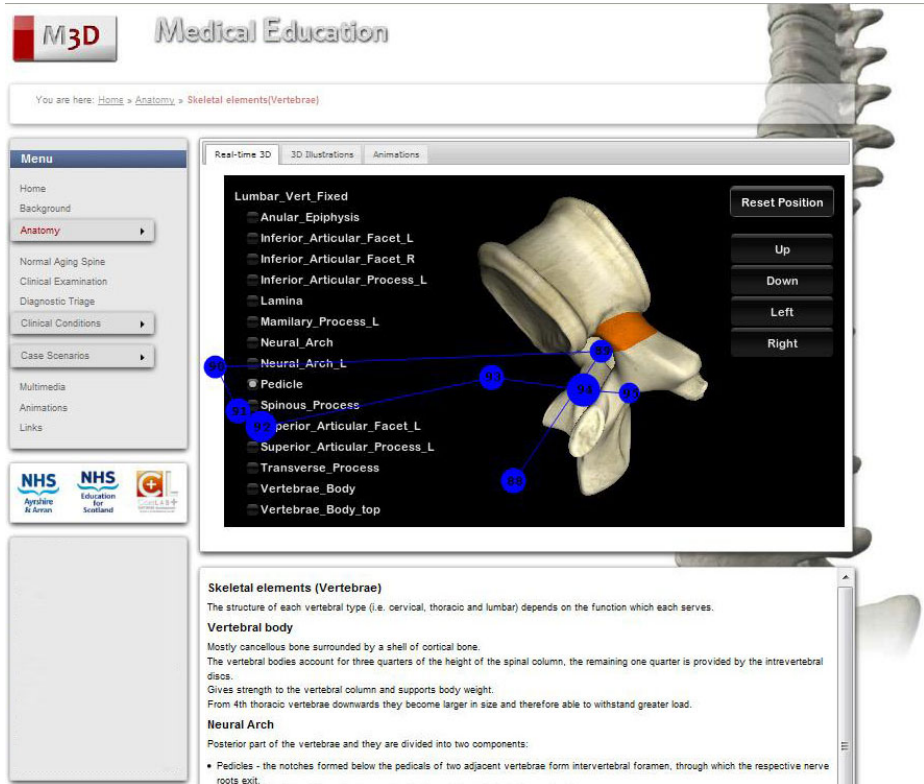 M3D
Medical Education
You are here: Home » Anatomy » Skeletal elements(Vertebrae)
Menu
Home
Background
Anatomy
Normal Aging Spine
Clinical Examination
Diagnostic Triage
Clinical Conditions
Case Scenarios
Multimedia
Animations
Links
NHS
Ayrshire
& Arran
NHS
Education
for
Scotland
Real-time 3D
3D Illustrations
Animations
Lumbar_Vert_Fixed
Anular_Epiphysis
Inferior_Articular_Facet_L
Inferior_Articular_Facet_R
Inferior_Articular_Process_L
Lamina
Mamilary_Process_L
Neural_Arch
Neural_Arch_L
Pedicle
Spinous_Process
perior_Articular_Facet_L
Superior_Articular_Process_L
Transverse_Process
Vertebrae_Body
Vertebrae_Body_top
88
89
90
91
92
93
94
Reset Position
Up
Down
Left
Right
Skeletal elements (Vertebrae)
The structure of each vertebral type (i.e. cervical, thoracic and lumbar) depends on the function which each serves.
Vertebral body
Mostly cancellous bone surrounded by a shell of cortical bone.
The vertebral bodies account for three quarters of the height of the spinal column, the remaining one quarter is provided by the intrevertebral
discs.
Gives strength to the vertebral column and supports body weight.
From 4th thoracic vertebrae downwards they become larger in size and therefore able to withstand greater load.
Neural Arch
Posterior part of the vertebrae and they are divided into two components:
• Pedicles - the notches formed below the pedicals of two adjacent vertebrae form intervertebral foramen, through which the respective nerve
roots exit.